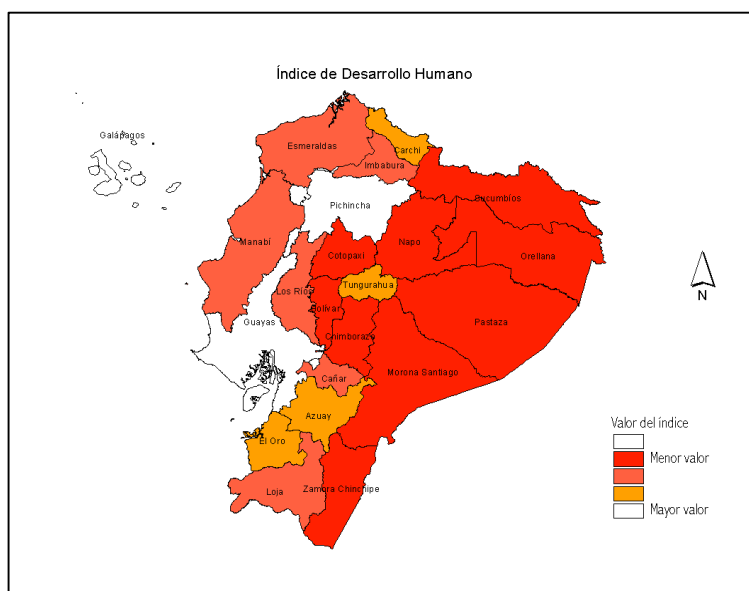 Índice de Desarrollo Humano
Galápagos
Esmeraldas
Carchi
Imbabura
Sucumbíos
Pichincha
Manabí
Cotopaxi
Napo
Orellana
Los Ríos
Tungurahua
Bolívar
Guayas
Pastaza
Chimborazo
Cañar
Morona Santiago
Azuay
El Oro
Loja
Zamora Chinchipe
N
Valor del índice
Menor valor
Mayor valor